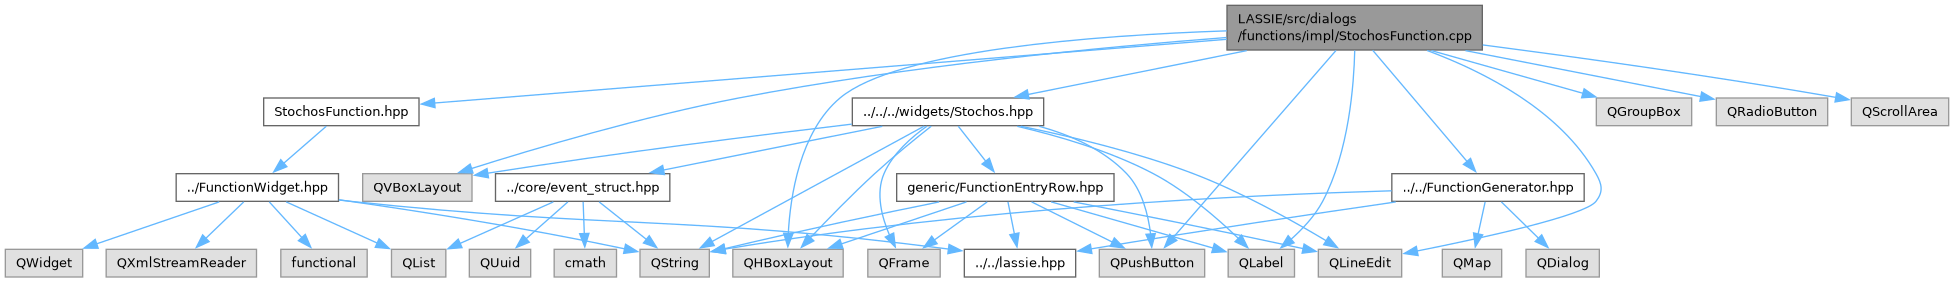 LASSIE/src/dialogs
/functions/impl/StochosFunction.cpp
StochosFunction.hpp
../../../widgets/Stochos.hpp
QGroupBox
QRadioButton
QScrollArea
../FunctionWidget.hpp
QVBoxLayout
../core/event_struct.hpp
generic/FunctionEntryRow.hpp
../../FunctionGenerator.hpp
QWidget
QXmlStreamReader
functional
QList
QUuid
cmath
QString
QHBoxLayout
QFrame
../../lassie.hpp
QPushButton
QLabel
QLineEdit
QMap
QDialog